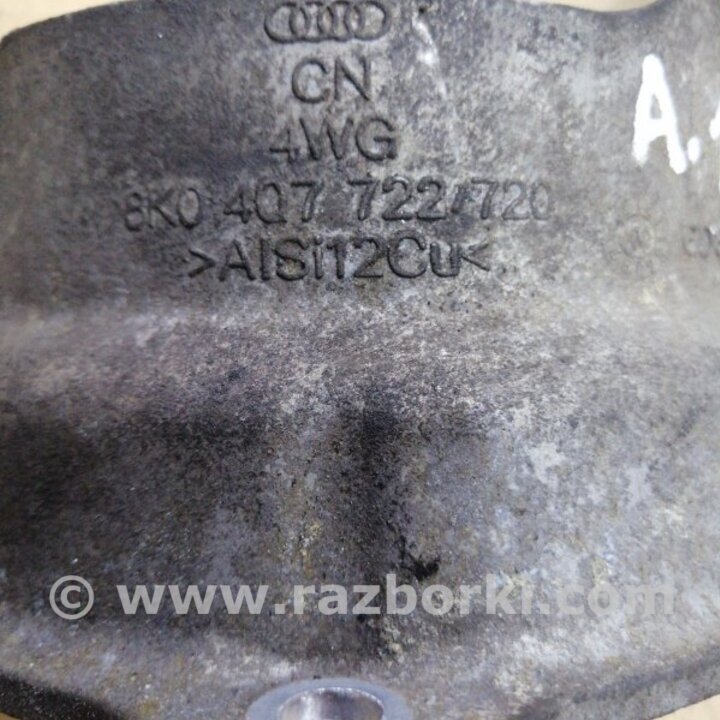 CN
4WG
8K0 407 722/720
>AlSi12Cu<
A.
© www.razborki.com